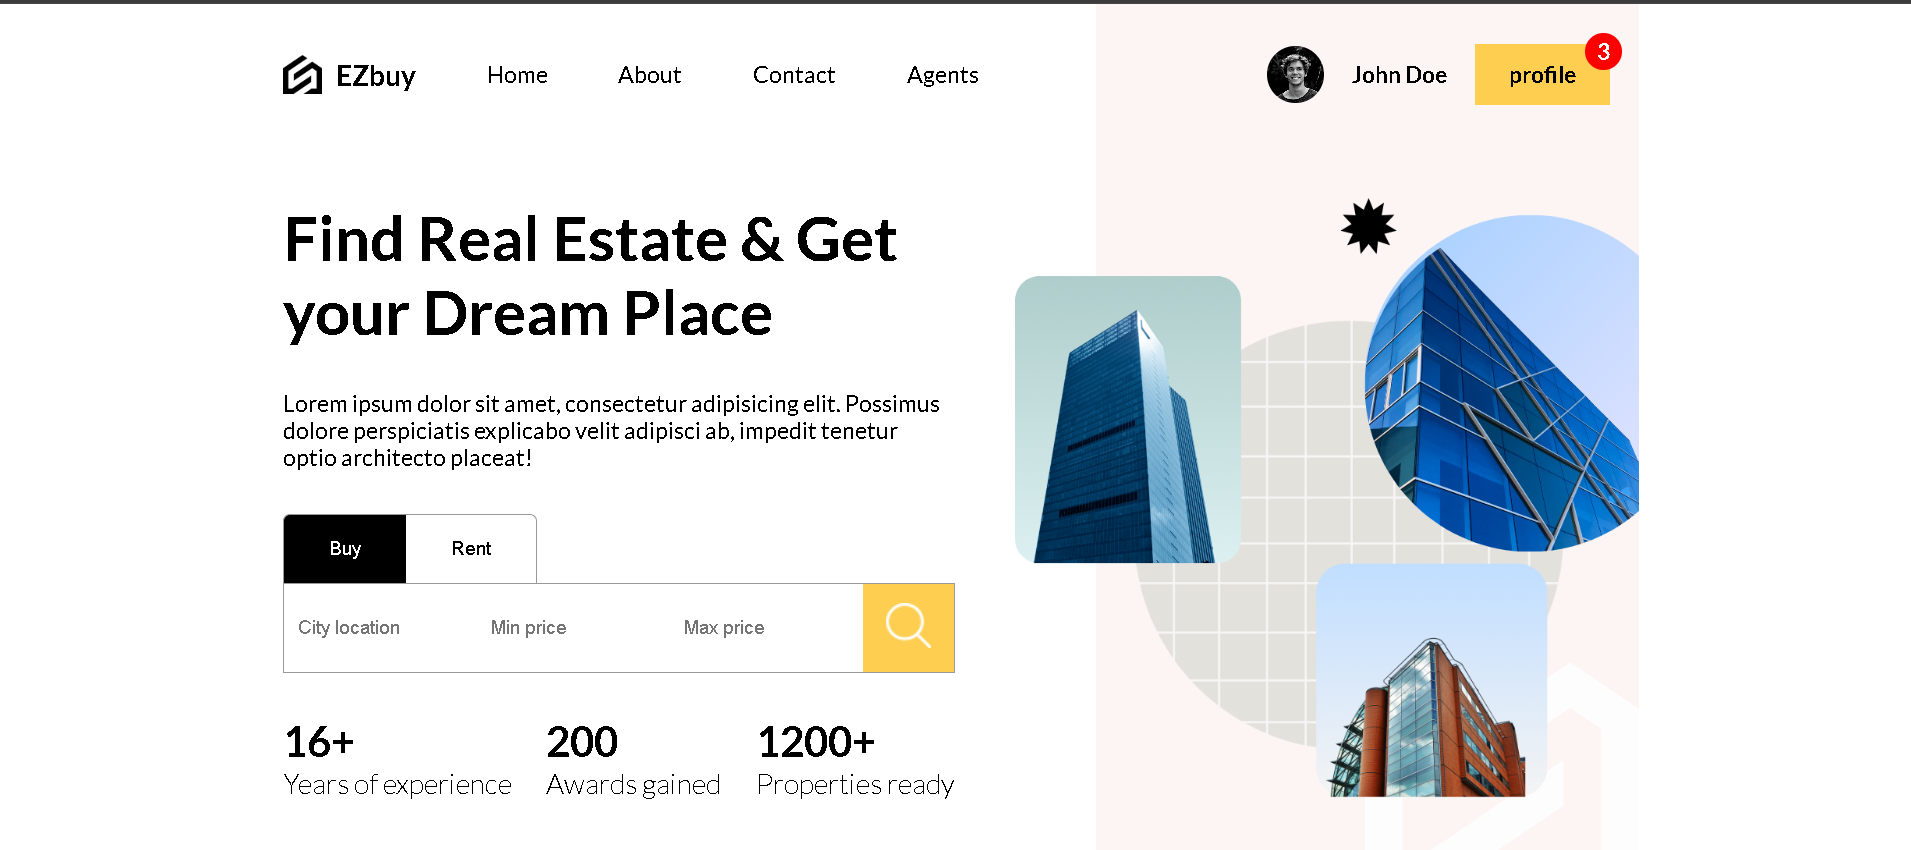 EZbuy
Home
About
Contact
Agents
John Doe
profile
3
Find Real Estate & Get
your Dream Place
Lorem ipsum dolor sit amet, consectetur adipisicing elit. Possimus
dolore perspiciatis explicabo velit adipisci ab, impedit tenetur
optio architecto placeat!
Buy
Rent
City location
Min price
Max price
16+
Years of experience
200
Awards gained
1200+
Properties ready